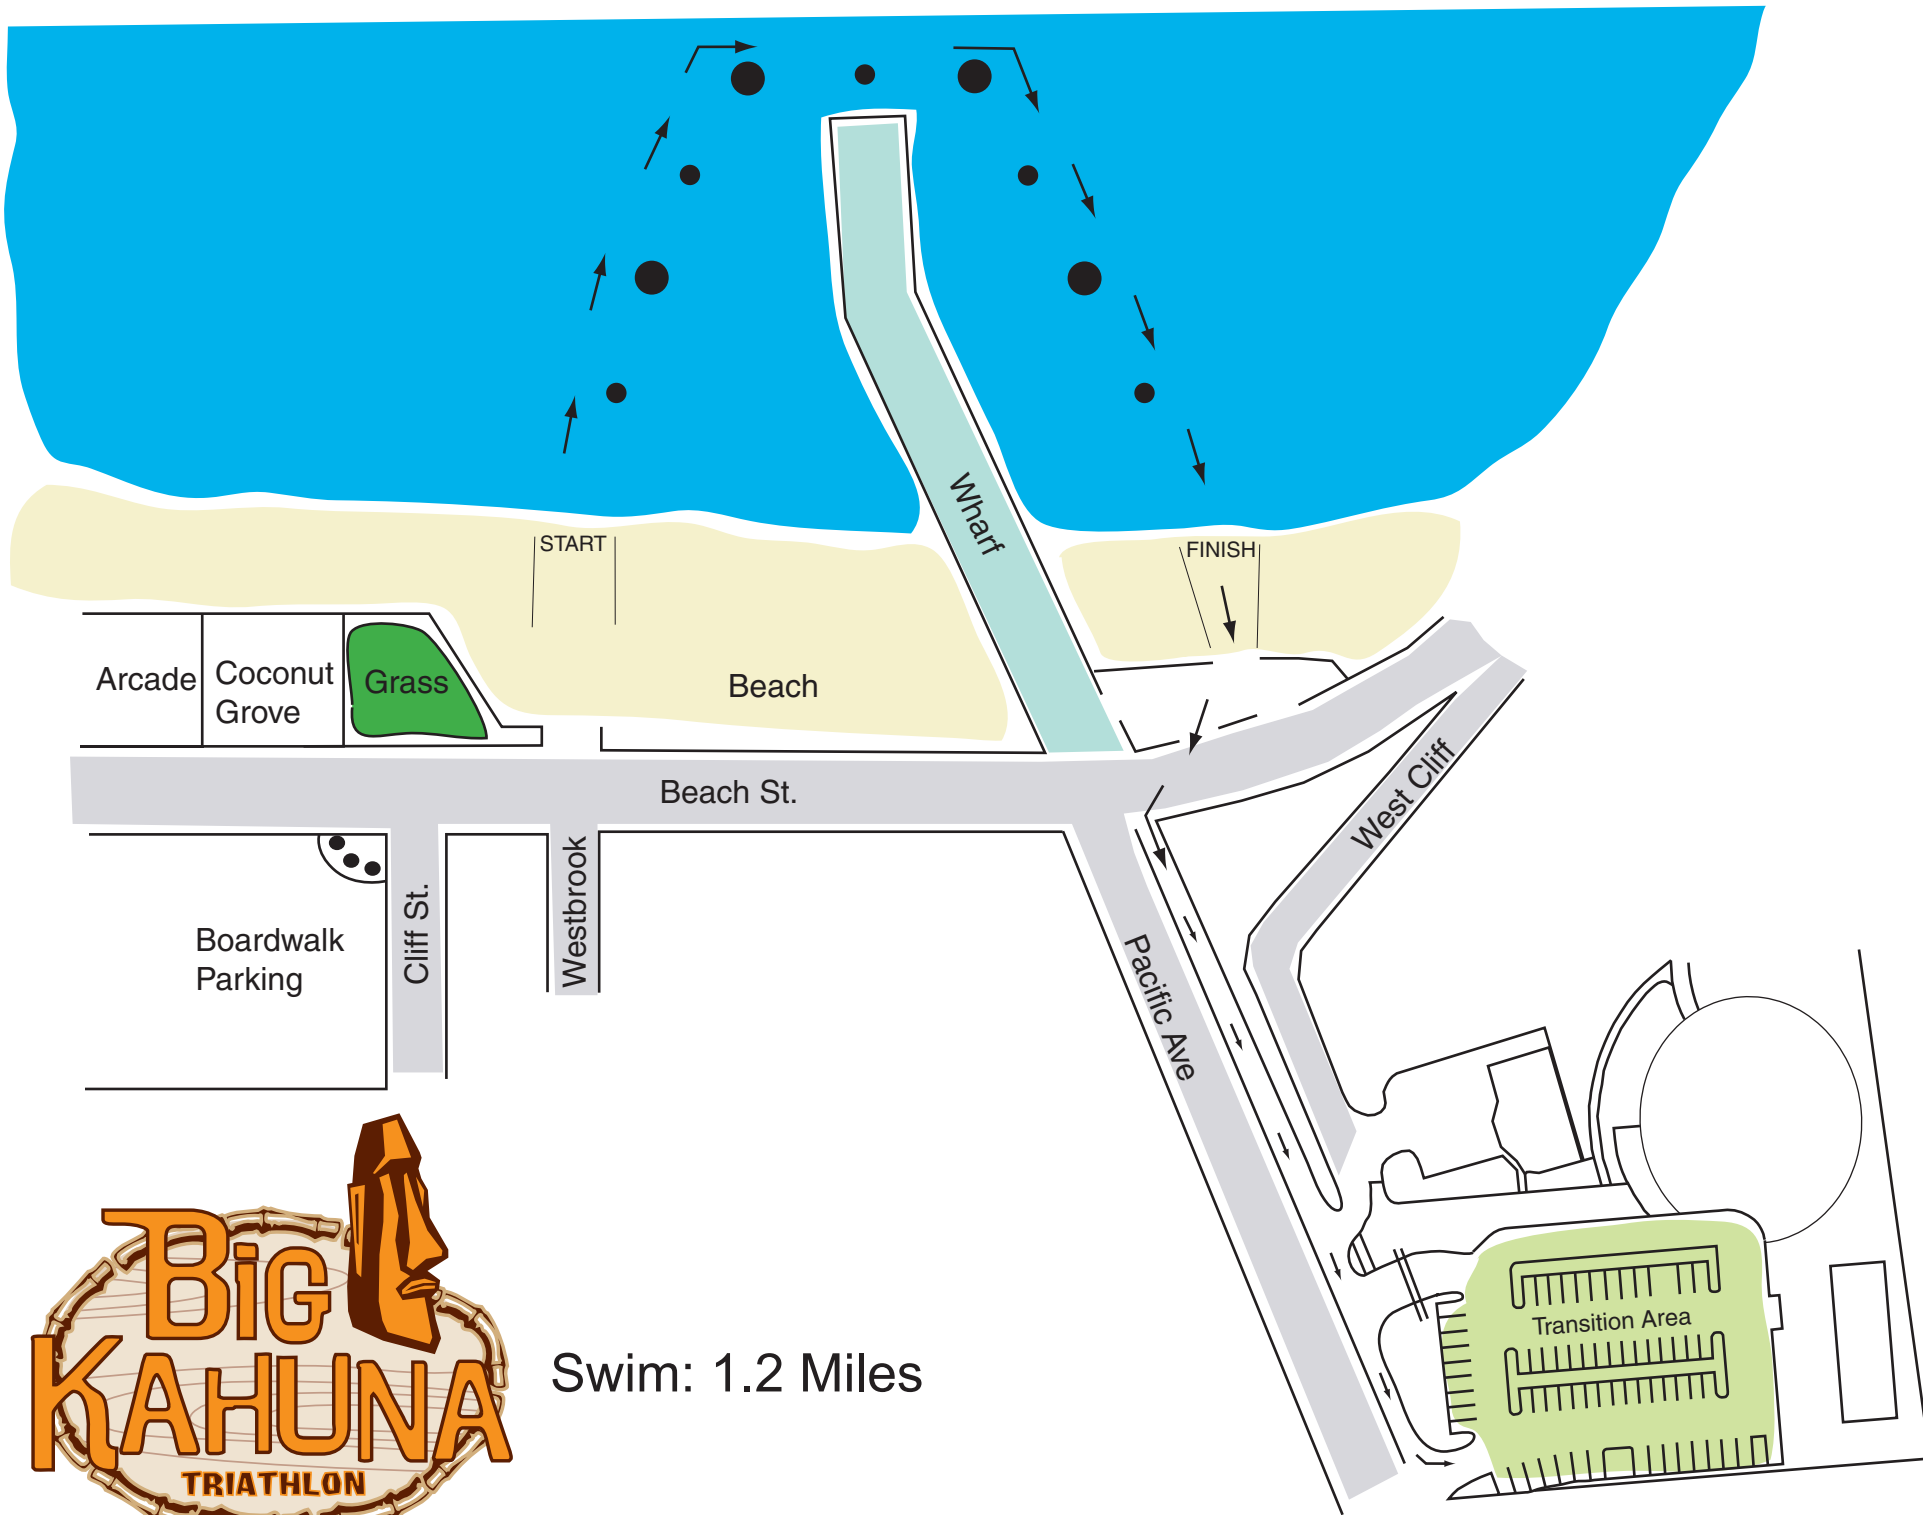 START
FINISH
Wharf
Arcade
Coconut
Grove
Grass
Beach
Beach St.
West Cliff
Cliff St.
Westbrook
Boardwalk
Parking
Pacific Ave
Transition Area
BiG
KAHUNA
TRIATHLON
Swim: 1.2 Miles